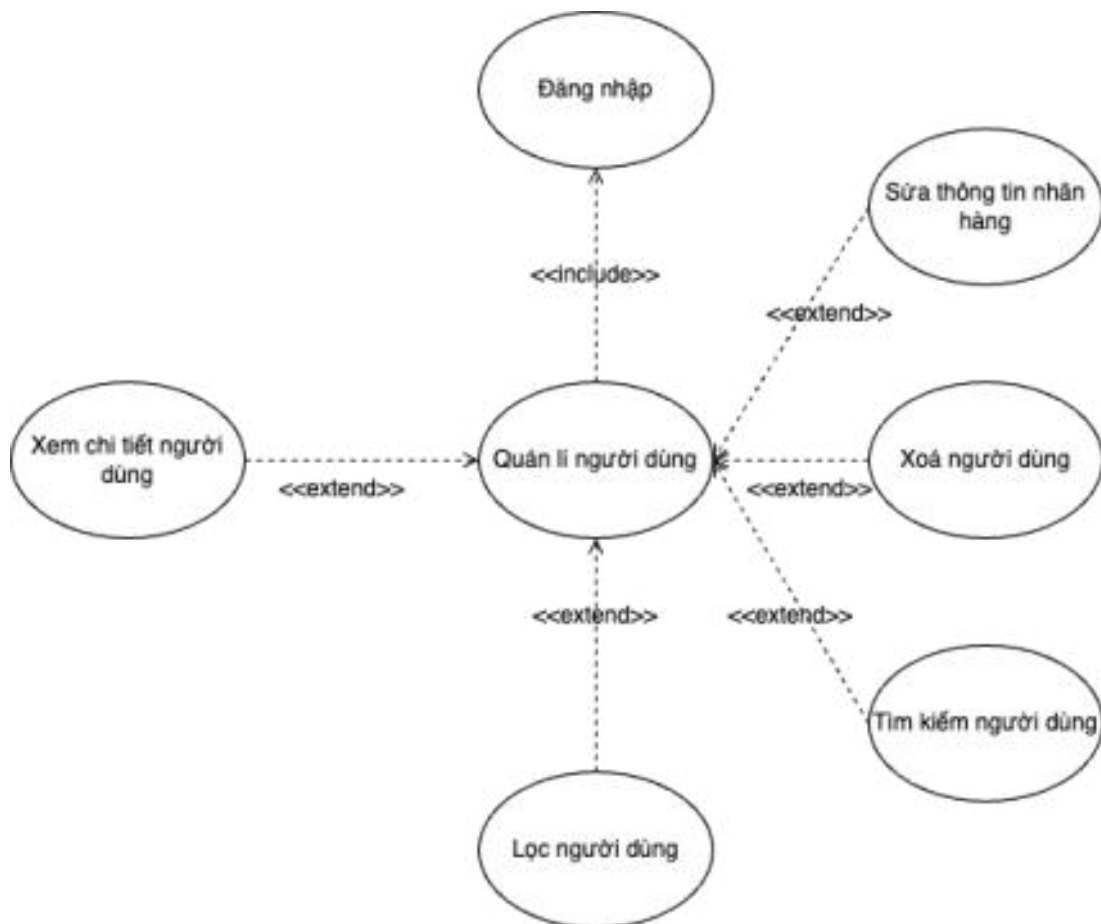 Đăng nhập
Sửa thông tin nhãn
hàng
<<include>>
<<extend>>
Xem chi tiết người
dùng
Quản lí người dùng
Xoá người dùng
<<extend>>
<<extend>>
<<extend>>
<<extend>>
Tìm kiếm người dùng
Lọc người dùng